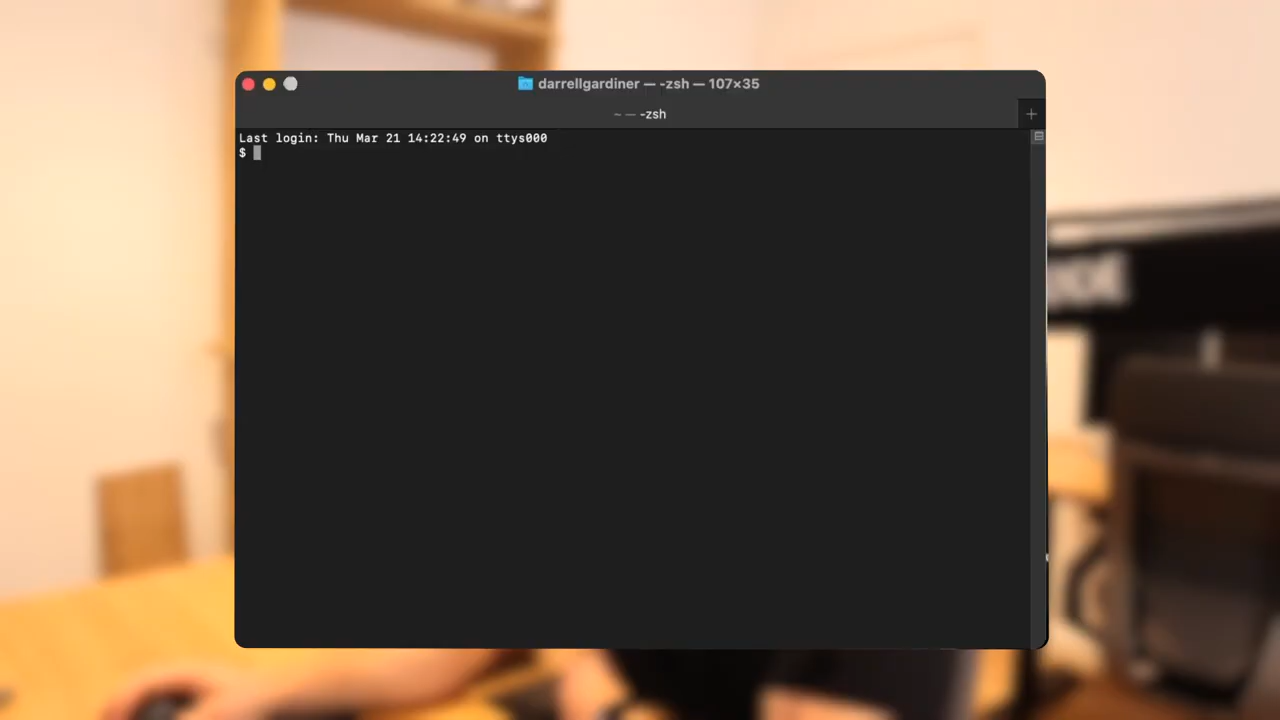 darrellgardiner — -zsh — 107×35
~ — -zsh
Last login: Thu Mar 21 14:22:49 on ttys000
$